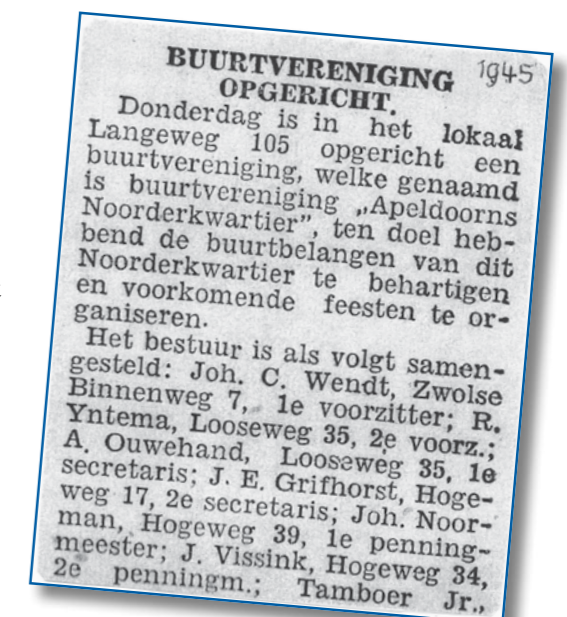 BUURTVERENIGING 1945
OPGERICHT.
Donderdag is in het lokaal
Langeweg 105 opgericht een
buurtvereniging, welke genaamd
is buurtvereniging „Apeldoorns
Noorderkwartier”, ten doel heb-
bend de buurtbelangen van dit
Noorderkwartier te behartigen
en voorkomende feesten te or-
ganiseren.
Het bestuur is als volgt samen-
gesteld: Joh. C. Wendt, Zwolse
Binnenweg 7, 1e voorzitter; R.
Yntema, Looseweg 35, 2e voorz.;
A. Ouwehand, Looseweg 35, 1e
secretaris; J. E. Grifhorst, Hoge-
weg 17, 2e secretaris; Joh. Noor-
man, Hogeweg 39, 1e penning-
meester; J. Vissink, Hogeweg 34,
2e penningm.; Tamboer Jr.,